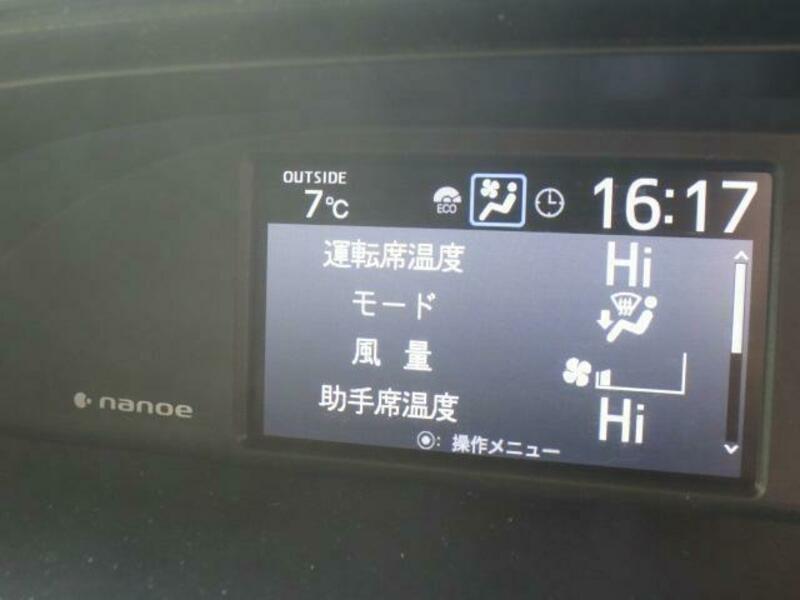 OUTSIDE
7℃
ECO
16:17
運転席温度 Hi
モード
風 量
助手席温度 Hi
: 操作メニュー
nanoe